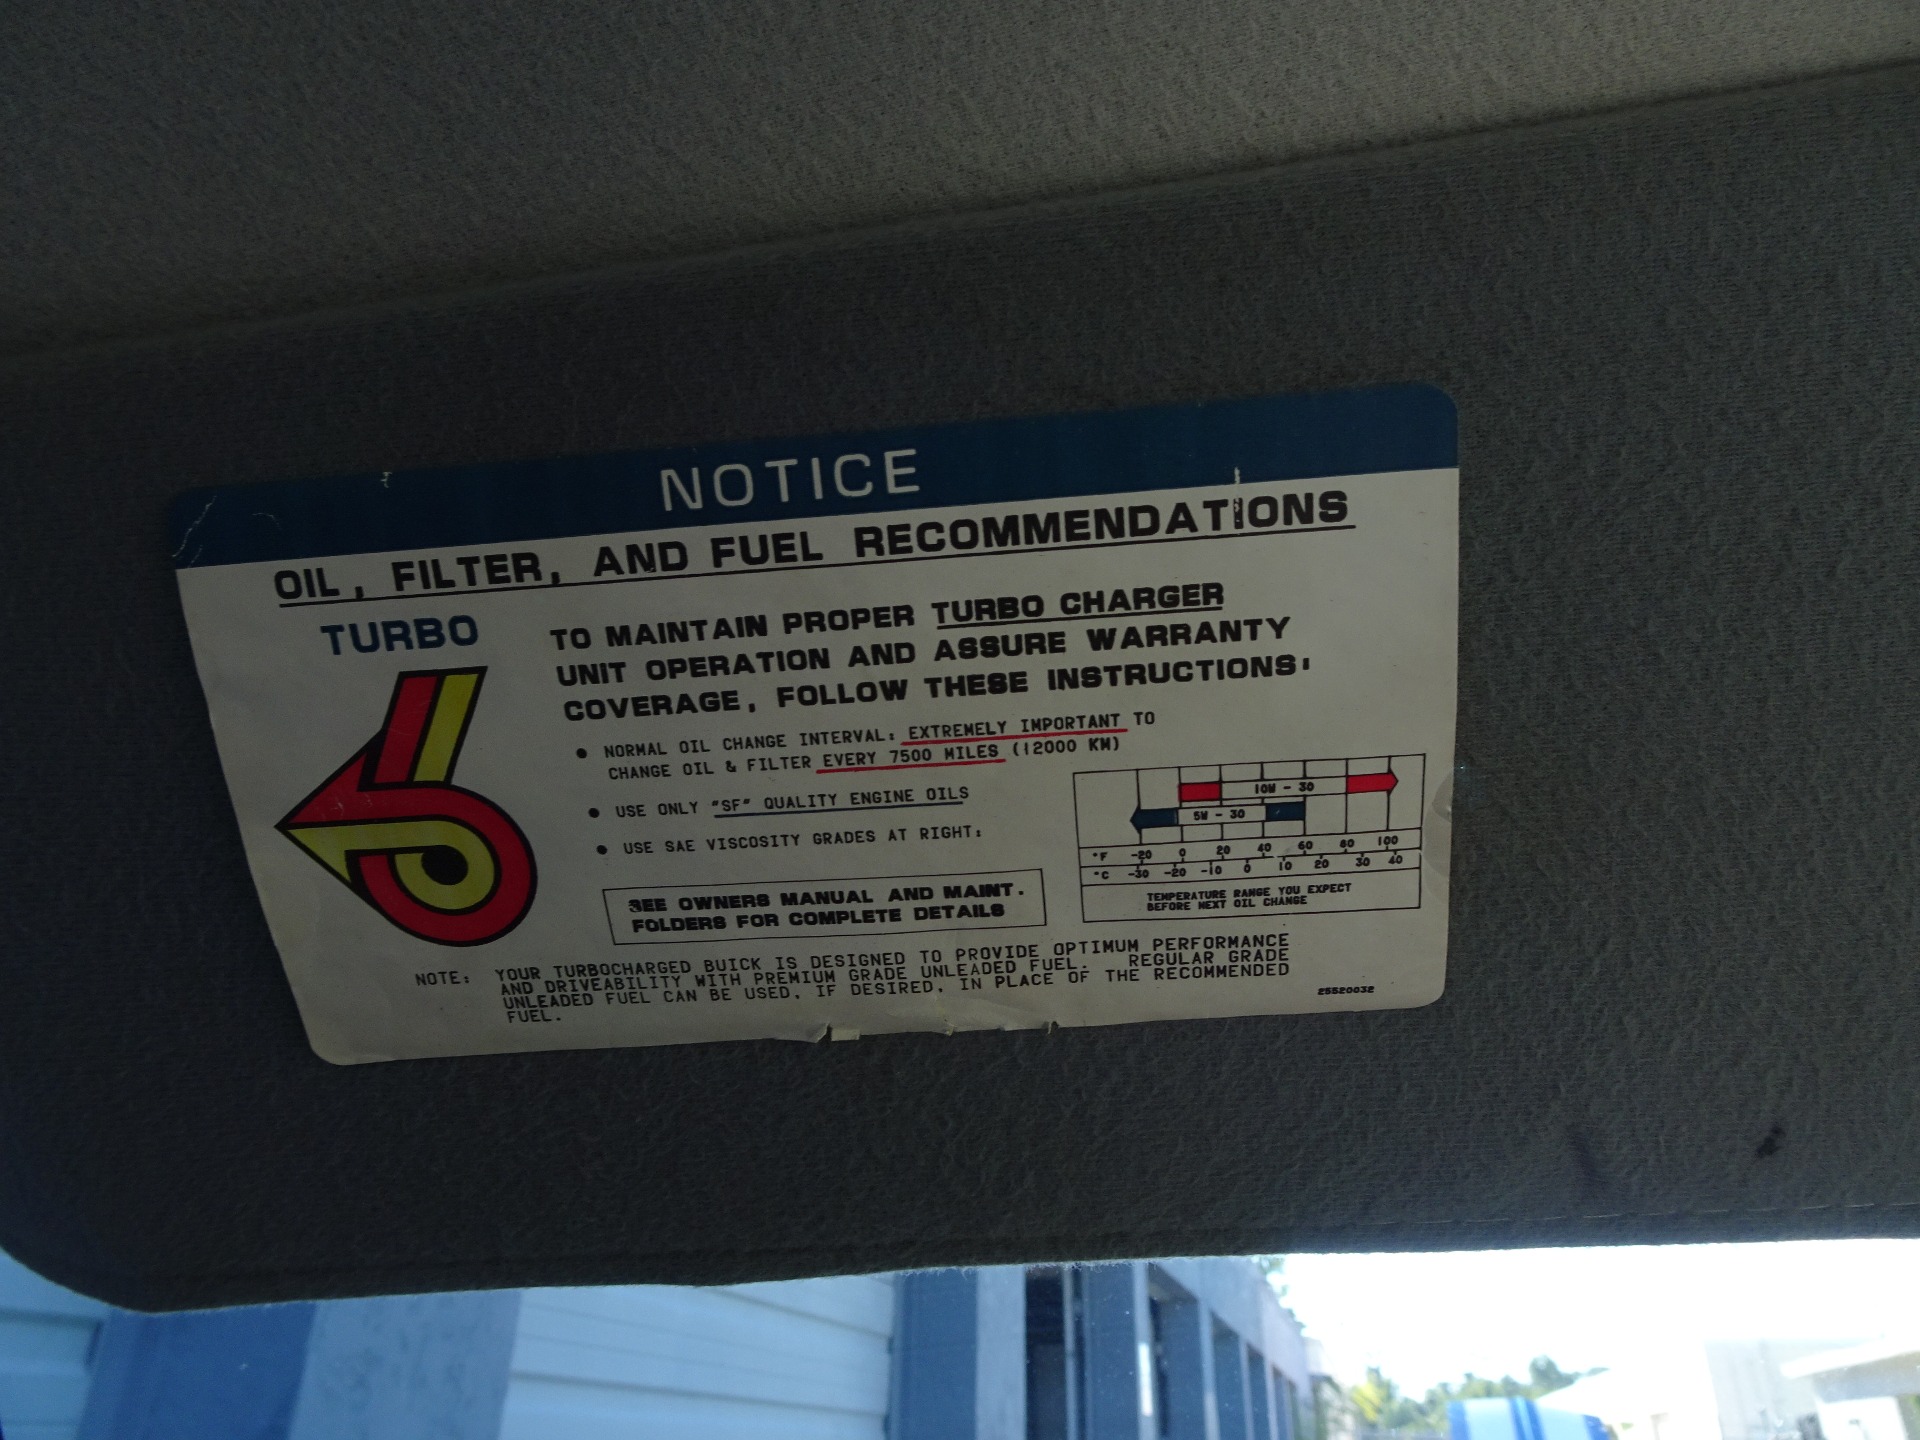 NOTICE
OIL, FILTER, AND FUEL RECOMMENDATIONS
TURBO
6
TO MAINTAIN PROPER TURBO CHARGER
UNIT OPERATION AND ASSURE WARRANTY
COVERAGE, FOLLOW THESE INSTRUCTIONS:
• NORMAL OIL CHANGE INTERVAL: EXTREMELY IMPORTANT TO
CHANGE OIL & FILTER EVERY 7500 MILES (12000 KM)
• USE ONLY "SF" QUALITY ENGINE OILS
• USE SAE VISCOSITY GRADES AT RIGHT:
10W - 30
5W - 30
°F -20 0 20 40 60 80 100
°C -30 -20 -10 0 10 20 30 40
TEMPERATURE RANGE YOU EXPECT
BEFORE NEXT OIL CHANGE
SEE OWNERS MANUAL AND MAINT.
FOLDERS FOR COMPLETE DETAILS
NOTE: YOUR TURBOCHARGED BUICK IS DESIGNED TO PROVIDE OPTIMUM PERFORMANCE
AND DRIVEABILITY WITH PREMIUM GRADE UNLEADED FUEL. REGULAR GRADE
UNLEADED FUEL CAN BE USED, IF DESIRED, IN PLACE OF THE RECOMMENDED
FUEL.
25520032